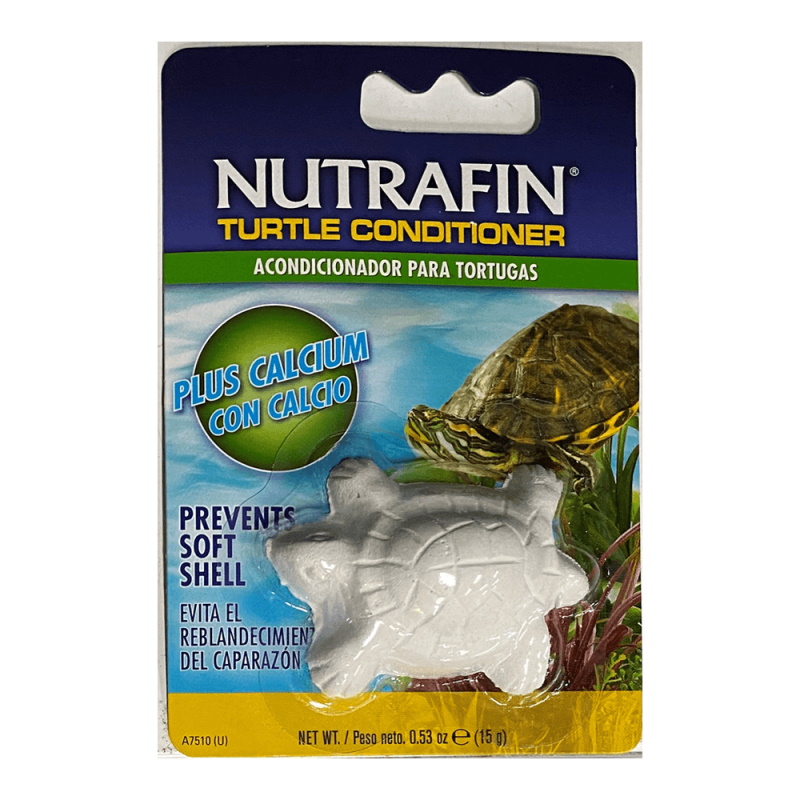 NUTRAFIN®
TURTLE CONDITIONER
ACONDICIONADOR PARA TORTUGAS
PLUS CALCIUM
CON CALCIO
PREVENTS
SOFT
SHELL
EVITA EL
REBLANDECIMIEN
DEL CAPARAZÓN
A7510 (U)
NET WT. / Peso neto. 0.53 oz ℮ (15 g)